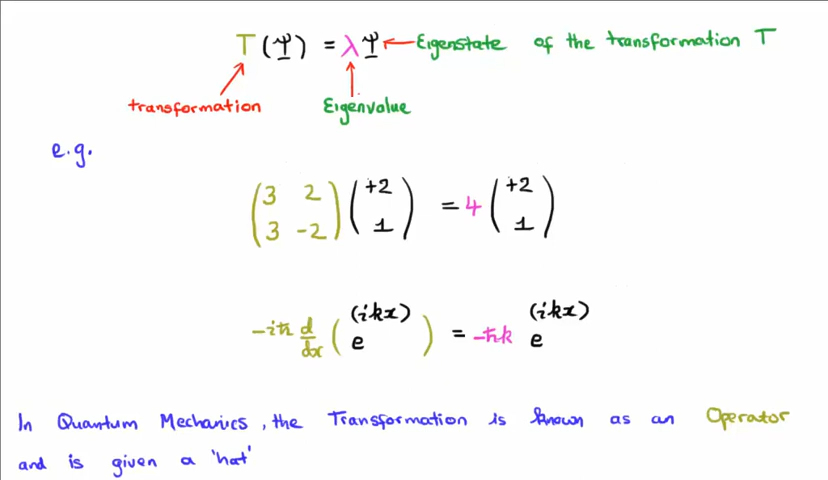 T (Ψ) = λΨ ← Eigenstate of the transformation T
transformation Eigenvalue
e.g.
(3 2) (+2) = 4 (+2)
(3 -2) (1) (1)
-iħ d/dx ( e^(ikx) ) = -ħk e^(ikx)
In Quantum Mechanics, the Transformation is known as an Operator
and is given a 'hat'